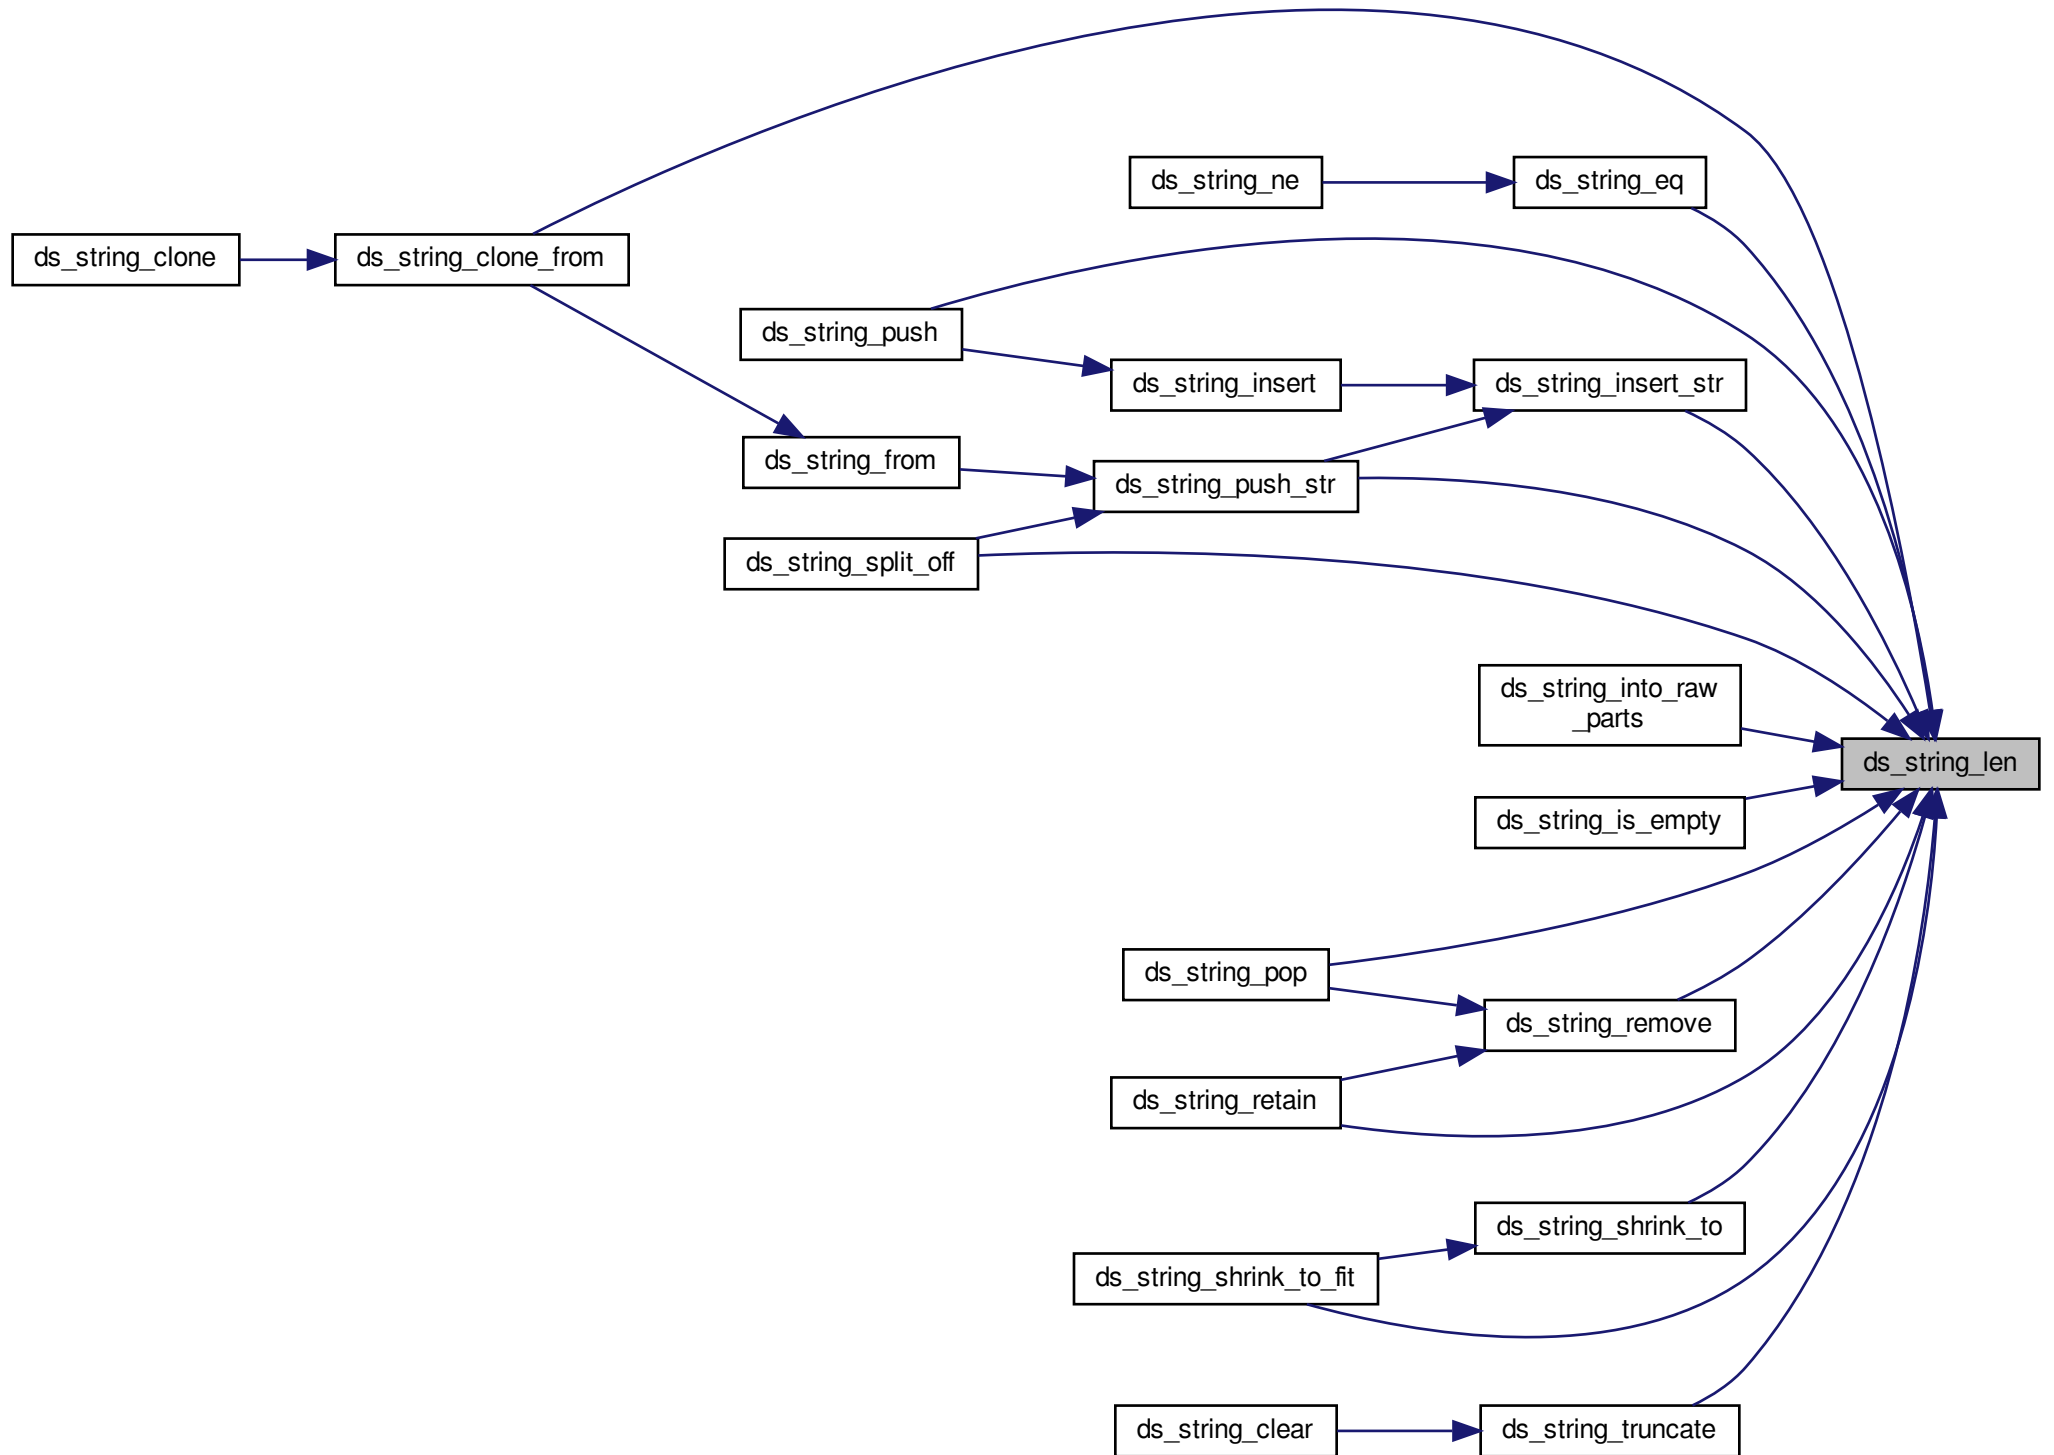 ds_string_ne
ds_string_eq
ds_string_clone
ds_string_clone_from
ds_string_push
ds_string_insert
ds_string_insert_str
ds_string_from
ds_string_push_str
ds_string_split_off
ds_string_into_raw
_parts
ds_string_len
ds_string_is_empty
ds_string_pop
ds_string_remove
ds_string_retain
ds_string_shrink_to
ds_string_shrink_to_fit
ds_string_clear
ds_string_truncate